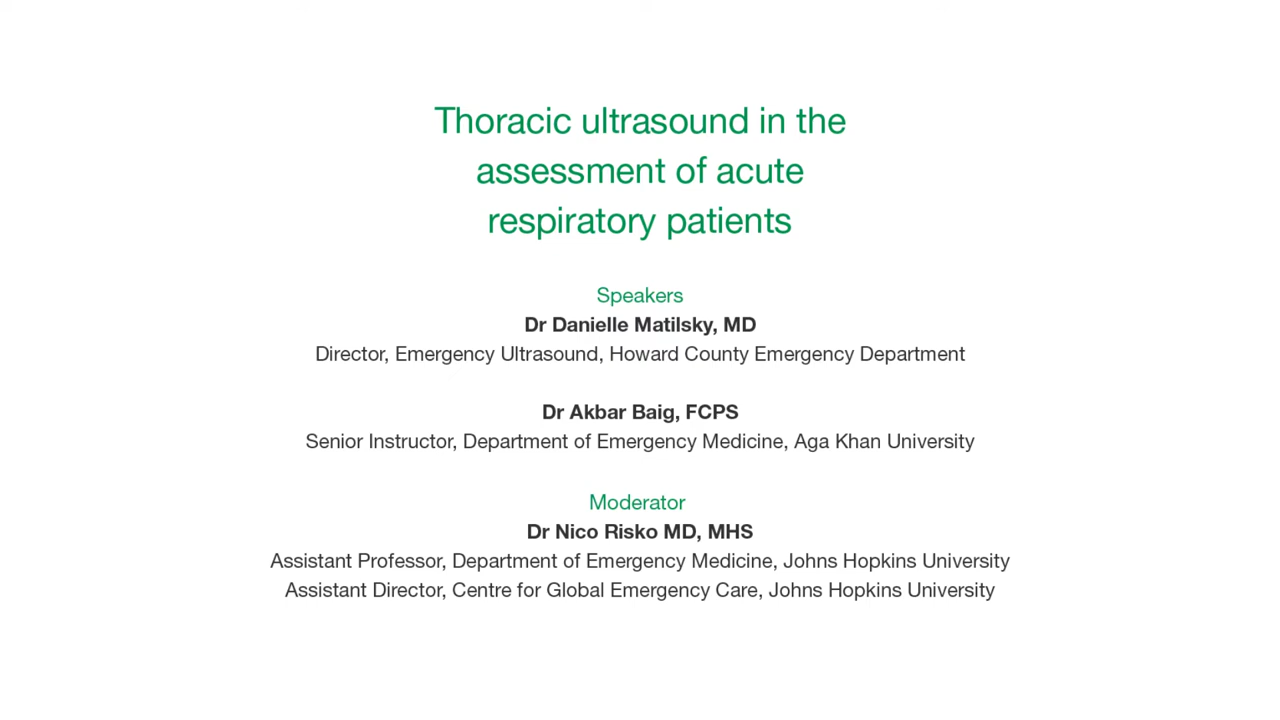 Thoracic ultrasound in the
assessment of acute
respiratory patients
Speakers
Dr Danielle Matilsky, MD
Director, Emergency Ultrasound, Howard County Emergency Department
Dr Akbar Baig, FCPS
Senior Instructor, Department of Emergency Medicine, Aga Khan University
Moderator
Dr Nico Risko MD, MHS
Assistant Professor, Department of Emergency Medicine, Johns Hopkins University
Assistant Director, Centre for Global Emergency Care, Johns Hopkins University